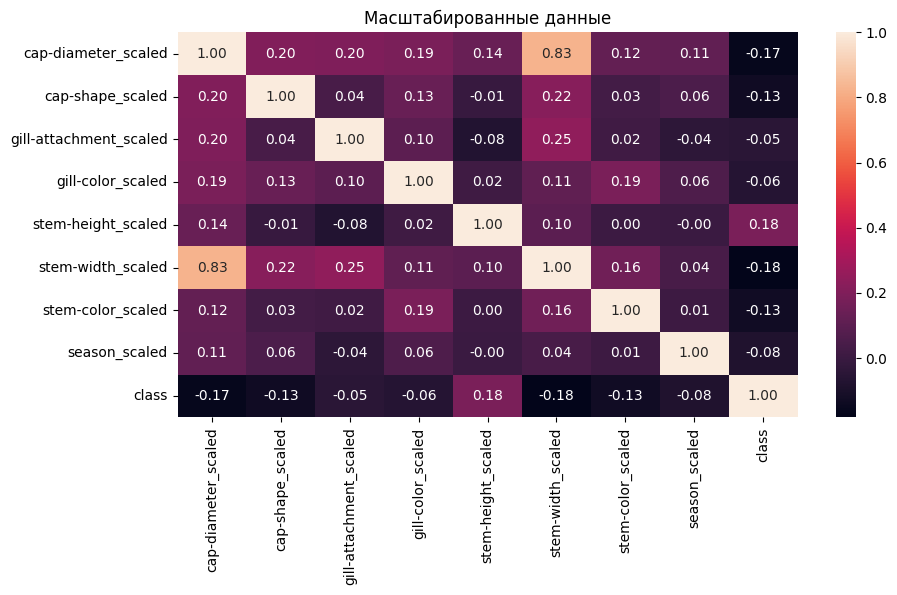 Масштабированные данные
cap-diameter_scaled 1.00 0.20 0.20 0.19 0.14 0.83 0.12 0.11 -0.17
cap-shape_scaled 0.20 1.00 0.04 0.13 -0.01 0.22 0.03 0.06 -0.13
gill-attachment_scaled 0.20 0.04 1.00 0.10 -0.08 0.25 0.02 -0.04 -0.05
gill-color_scaled 0.19 0.13 0.10 1.00 0.02 0.11 0.19 0.06 -0.06
stem-height_scaled 0.14 -0.01 -0.08 0.02 1.00 0.10 0.00 -0.00 0.18
stem-width_scaled 0.83 0.22 0.25 0.11 0.10 1.00 0.16 0.04 -0.18
stem-color_scaled 0.12 0.03 0.02 0.19 0.00 0.16 1.00 0.01 -0.13
season_scaled 0.11 0.06 -0.04 0.06 -0.00 0.04 0.01 1.00 -0.08
class -0.17 -0.13 -0.05 -0.06 0.18 -0.18 -0.13 -0.08 1.00
cap-diameter_scaled
cap-shape_scaled
gill-attachment_scaled
gill-color_scaled
stem-height_scaled
stem-width_scaled
stem-color_scaled
season_scaled
class
1.0
0.8
0.6
0.4
0.2
0.0